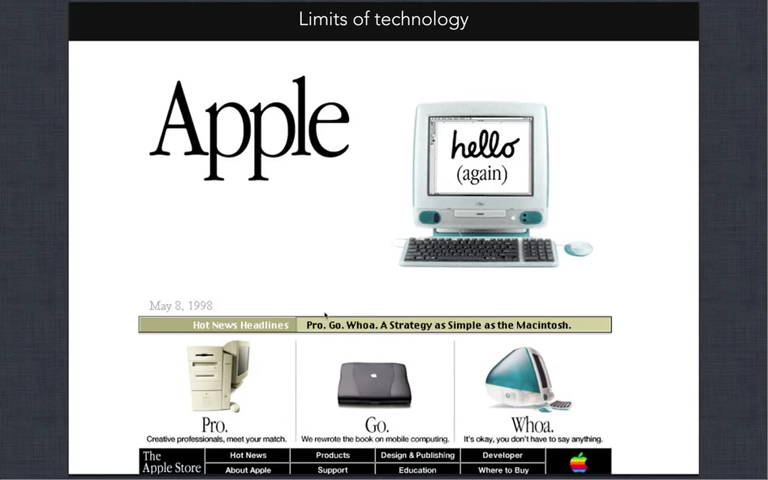 Limits of technology
Apple
hello
(again)
May 8, 1998
Hot News Headlines
Pro. Go. Whoa. A Strategy as Simple as the Macintosh.
Pro.
Creative professionals, meet your match.
Go.
We rewrote the book on mobile computing.
Whoa.
It's okay, you don't have to say anything.
The
Apple Store
Hot News
Products
Design & Publishing
Developer
About Apple
Support
Education
Where to Buy